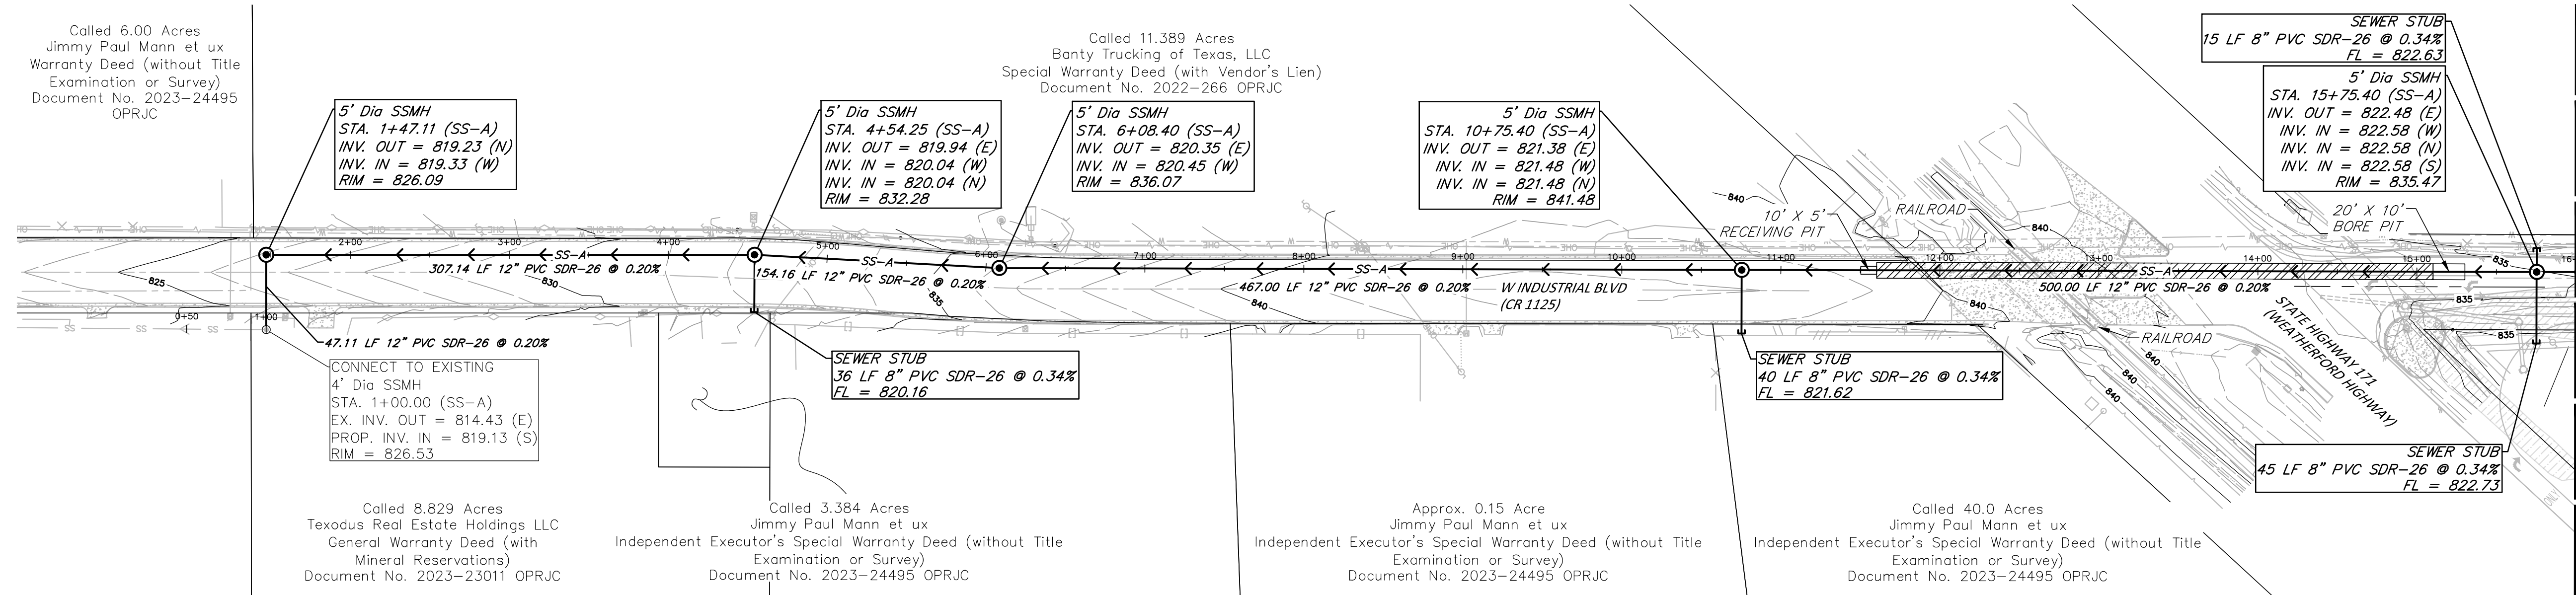 Called 6.00 Acres
Jimmy Paul Mann et ux
Warranty Deed (without Title
Examination or Survey)
Document No. 2023-24495
OPRJC
Called 11.389 Acres
Banty Trucking of Texas, LLC
Special Warranty Deed (with Vendor's Lien)
Document No. 2022-266 OPRJC
SEWER STUB
15 LF 8" PVC SDR-26 @ 0.34%
FL = 822.63
5' Dia SSMH
STA. 1+47.11 (SS-A)
INV. OUT = 819.23 (N)
INV. IN = 819.33 (W)
RIM = 826.09
5' Dia SSMH
STA. 4+54.25 (SS-A)
INV. OUT = 819.94 (E)
INV. IN = 820.04 (W)
INV. IN = 820.04 (N)
RIM = 832.28
5' Dia SSMH
STA. 6+08.40 (SS-A)
INV. OUT = 820.35 (E)
INV. IN = 820.45 (W)
RIM = 836.07
5' Dia SSMH
STA. 10+75.40 (SS-A)
INV. OUT = 821.38 (E)
INV. IN = 821.48 (W)
INV. IN = 821.48 (N)
RIM = 841.48
5' Dia SSMH
STA. 15+75.40 (SS-A)
INV. OUT = 822.48 (E)
INV. IN = 822.58 (W)
INV. IN = 822.58 (N)
INV. IN = 822.58 (S)
RIM = 835.47
840
10' X 5'
RECEIVING PIT
RAILROAD
840
20' X 10'
BORE PIT
2+00
3+00
4+00
5+00
6+00
7+00
8+00
9+00
10+00
11+00
12+00
13+00
14+00
15+00
16+
835
SS-A
SS-A
SS-A
SS-A
825
307.14 LF 12" PVC SDR-26 @ 0.20%
830
154.16 LF 12" PVC SDR-26 @ 0.20%
835
467.00 LF 12" PVC SDR-26 @ 0.20%
840
W INDUSTRIAL BLVD
(CR 1125)
500.00 LF 12" PVC SDR-26 @ 0.20%
840
835
835
835
STATE HIGHWAY 171
(WEATHERFORD HIGHWAY)
RAILROAD
840
840
840
0+50
1+00
SS
SS
SS
47.11 LF 12" PVC SDR-26 @ 0.20%
CONNECT TO EXISTING
4' Dia SSMH
STA. 1+00.00 (SS-A)
EX. INV. OUT = 814.43 (E)
PROP. INV. IN = 819.13 (S)
RIM = 826.53
SEWER STUB
36 LF 8" PVC SDR-26 @ 0.34%
FL = 820.16
SEWER STUB
40 LF 8" PVC SDR-26 @ 0.34%
FL = 821.62
SEWER STUB
45 LF 8" PVC SDR-26 @ 0.34%
FL = 822.73
Called 8.829 Acres
Texodus Real Estate Holdings LLC
General Warranty Deed (with
Mineral Reservations)
Document No. 2023-23011 OPRJC
Called 3.384 Acres
Jimmy Paul Mann et ux
Independent Executor's Special Warranty Deed (without Title
Examination or Survey)
Document No. 2023-24495 OPRJC
Approx. 0.15 Acre
Jimmy Paul Mann et ux
Independent Executor's Special Warranty Deed (without Title
Examination or Survey)
Document No. 2023-24495 OPRJC
Called 40.0 Acres
Jimmy Paul Mann et ux
Independent Executor's Special Warranty Deed (without Title
Examination or Survey)
Document No. 2023-24495 OPRJC